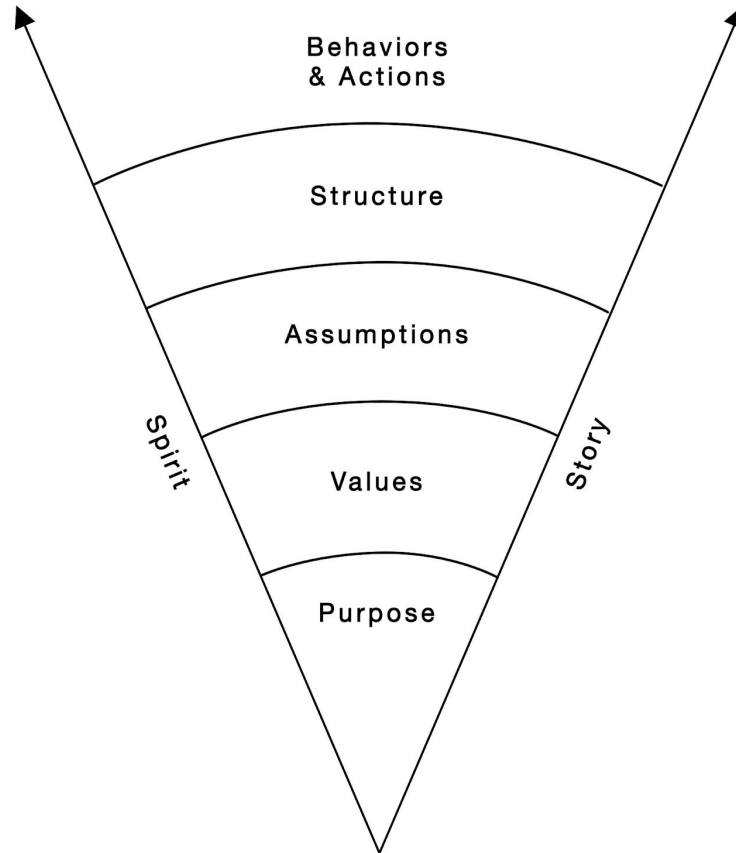 Behaviors
& Actions
Structure
Assumptions
Spirit
Story
Values
Purpose